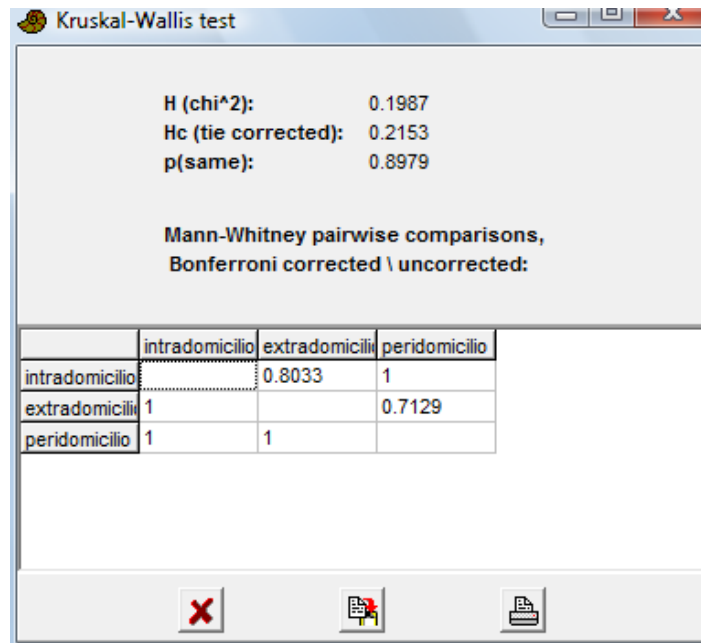 Kruskal-Wallis test
H (chi^2): 0.1987
Hc (tie corrected): 0.2153
p(same): 0.8979
Mann-Whitney pairwise comparisons,
Bonferroni corrected \ uncorrected:
intradomicilio extradomicili peridomicilio
intradomicilio 0.8033 1
extradomicili 1 0.7129
peridomicilio 1 1